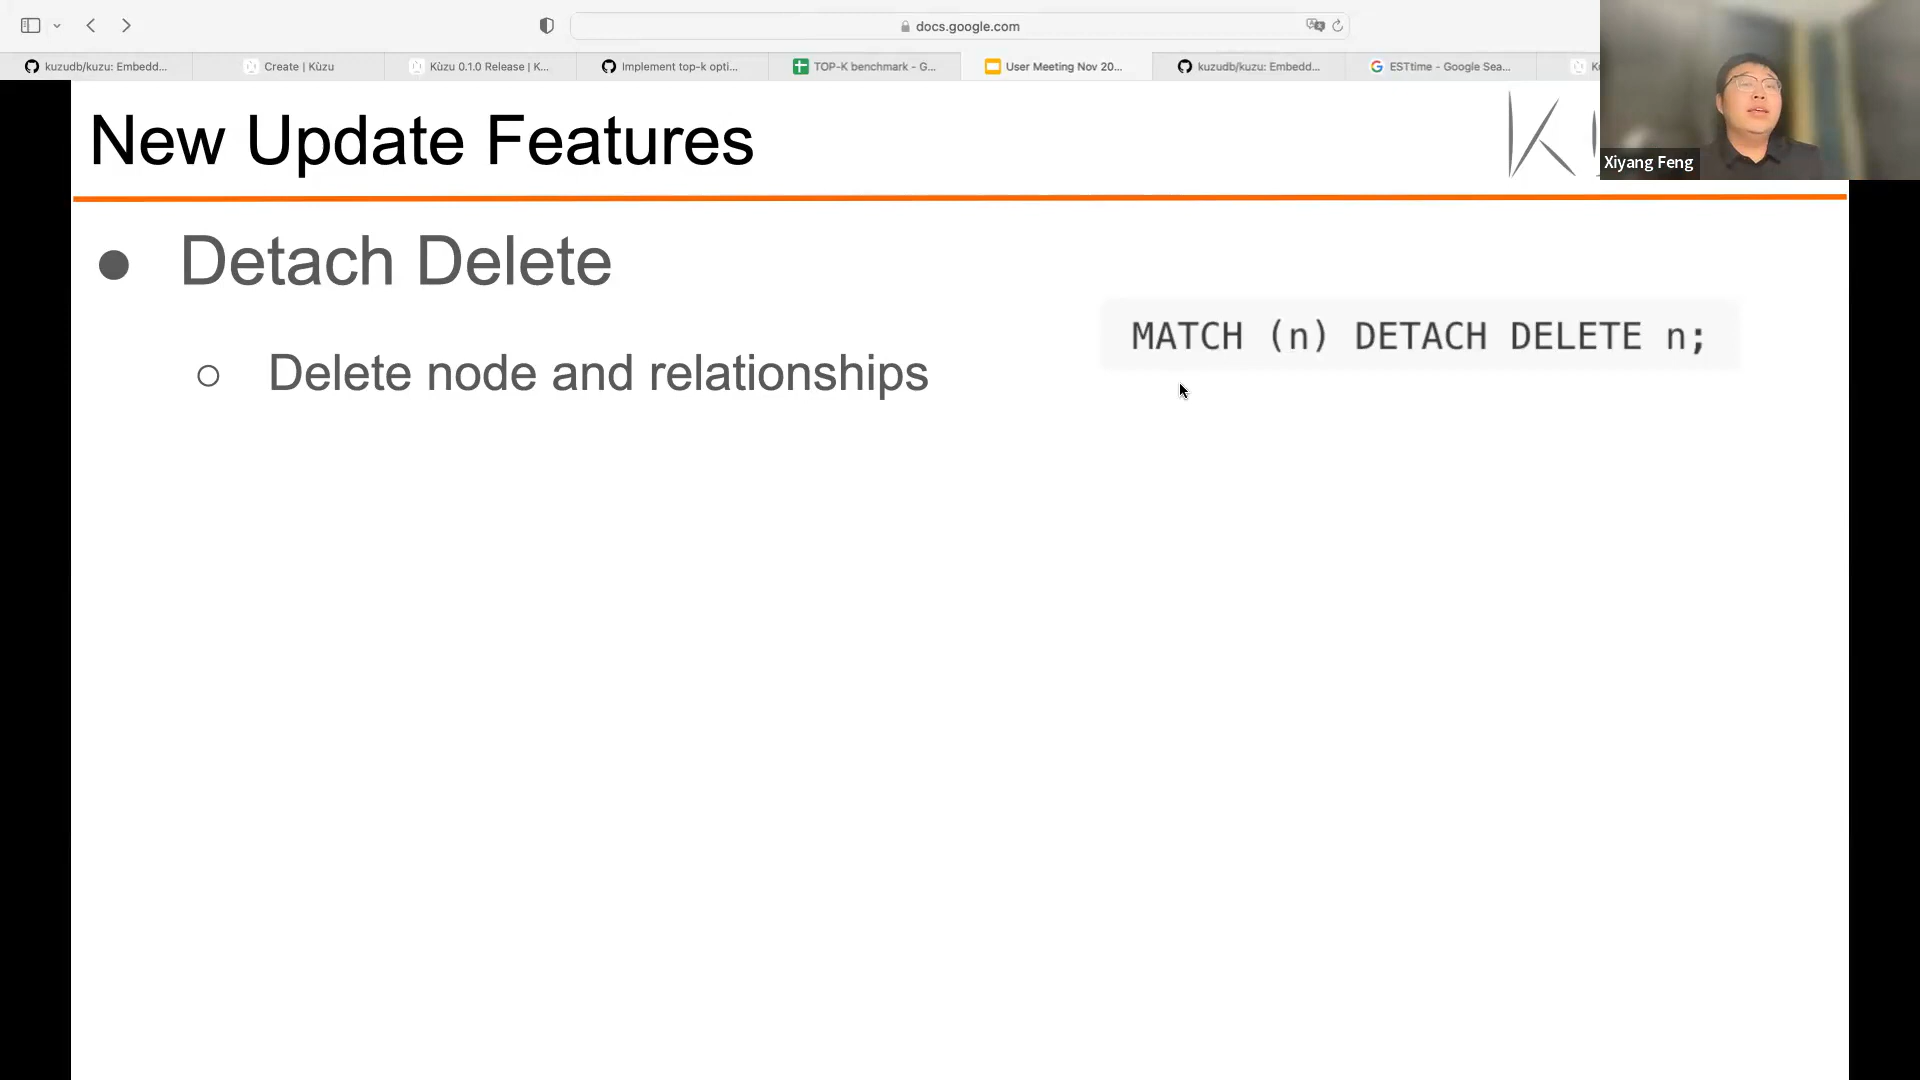 docs.google.com
kuzudb/kuzu: Embedd...
Create | Kùzu
Kùzu 0.1.0 Release | K...
Implement top-k opti...
TOP-K benchmark - G...
User Meeting Nov 20...
kuzudb/kuzu: Embedd...
ESTtime - Google Sea...
New Update Features
Xiyang Feng
Detach Delete
MATCH (n) DETACH DELETE n;
Delete node and relationships